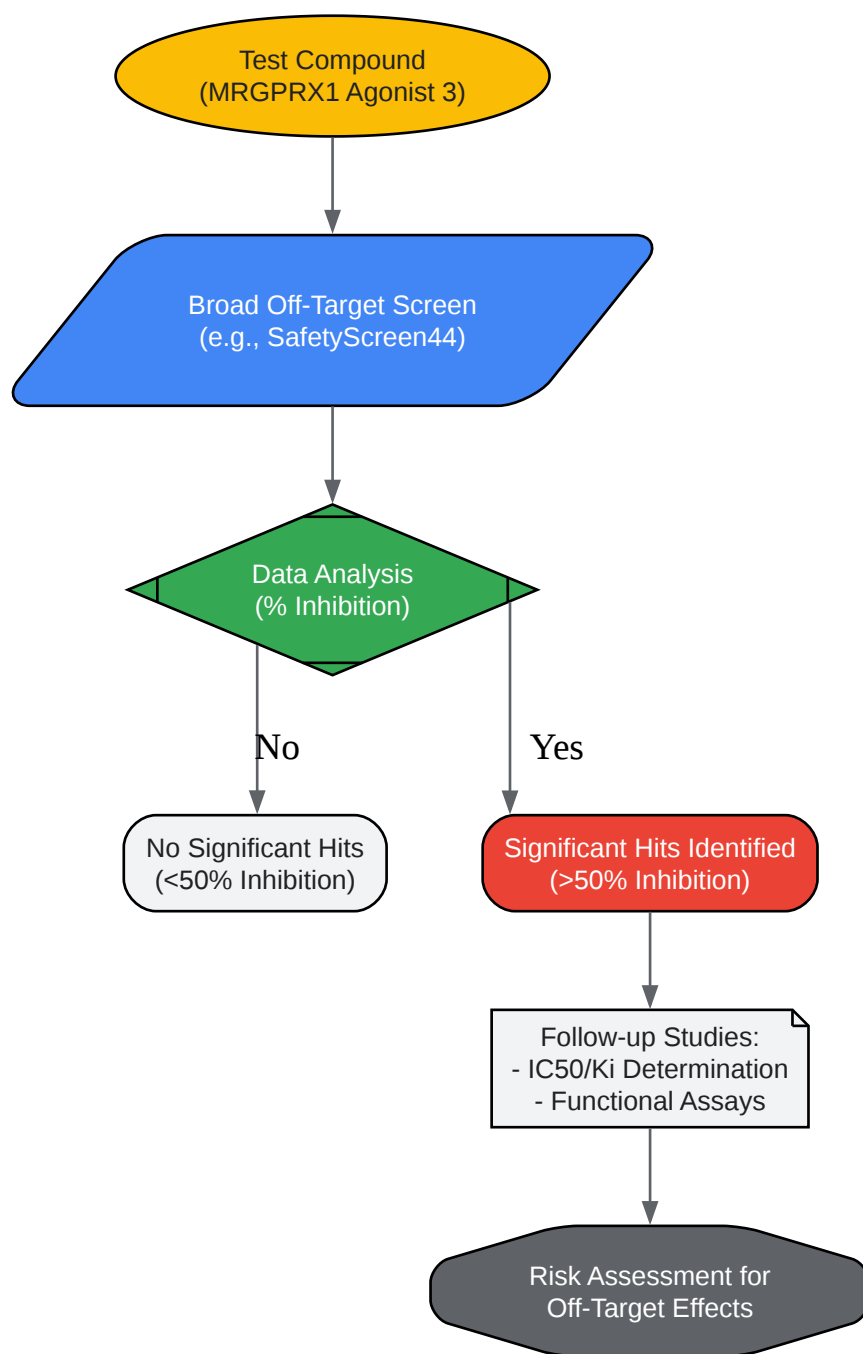 Test Compound
(MRGPRX1 Agonist 3)
Broad Off-Target Screen
(e.g., SafetyScreen44)
Data Analysis
(% Inhibition)
No
Yes
No Significant Hits
(<50% Inhibition)
Significant Hits Identified
(>50% Inhibition)
Follow-up Studies:
- IC50/Ki Determination
- Functional Assays
Risk Assessment for
Off-Target Effects